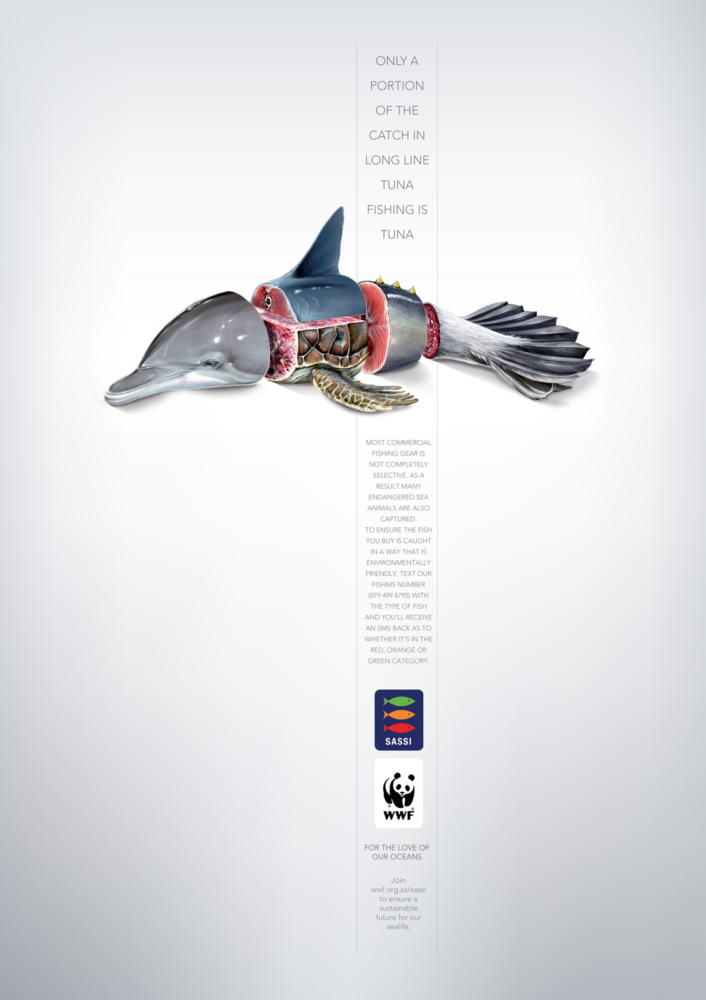 ONLY A
PORTION
OF THE
CATCH IN
LONG LINE
TUNA
FISHING IS
TUNA
MOST COMMERCIAL
FISHING GEAR IS
NOT COMPLETELY
SELECTIVE. AS A
RESULT MANY
ENDANGERED SEA
ANIMALS ARE ALSO
CAPTURED.
TO ENSURE THE FISH
YOU BUY IS CAUGHT
IN A WAY THAT IS
ENVIRONMENTALLY
FRIENDLY, TEXT OUR
FISHMS NUMBER
(079 499 8795) WITH
THE TYPE OF FISH
AND YOU'LL RECEIVE
AN SMS BACK AS TO
WHETHER IT'S IN THE
RED, ORANGE OR
GREEN CATEGORY.
SASSI
©
®
WWF
FOR THE LOVE OF
OUR OCEANS
Join
wwf.org.za/sassi
to ensure a
sustainable
future for our
sealife.